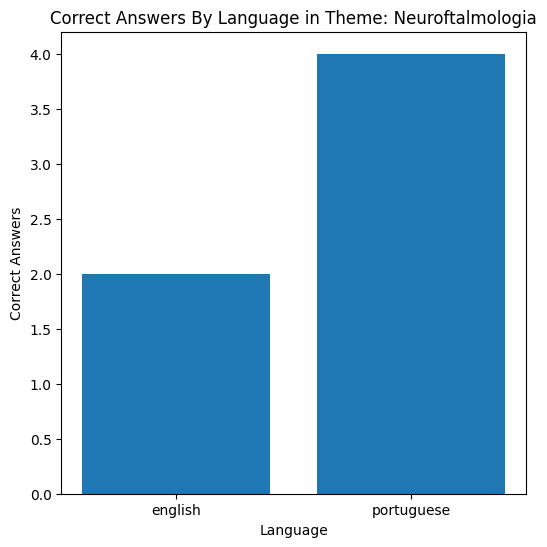 Correct Answers By Language in Theme: Neuroftalmologia
Correct Answers
4.0
3.5
3.0
2.5
2.0
1.5
1.0
0.5
0.0
english portuguese
Language